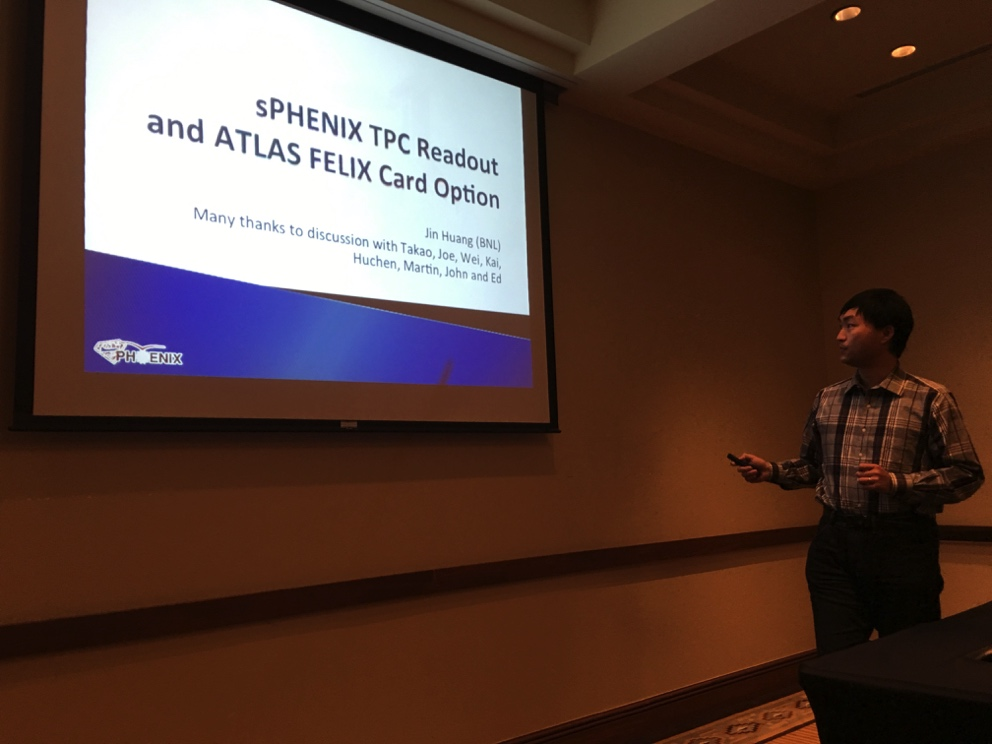 sPHENIX TPC Readout
and ATLAS FELIX Card Option
Jin Huang (BNL)
Many thanks to discussion with Takao, Joe, Wei, Kai,
Huchen, Martin, John and Ed
PHENIX